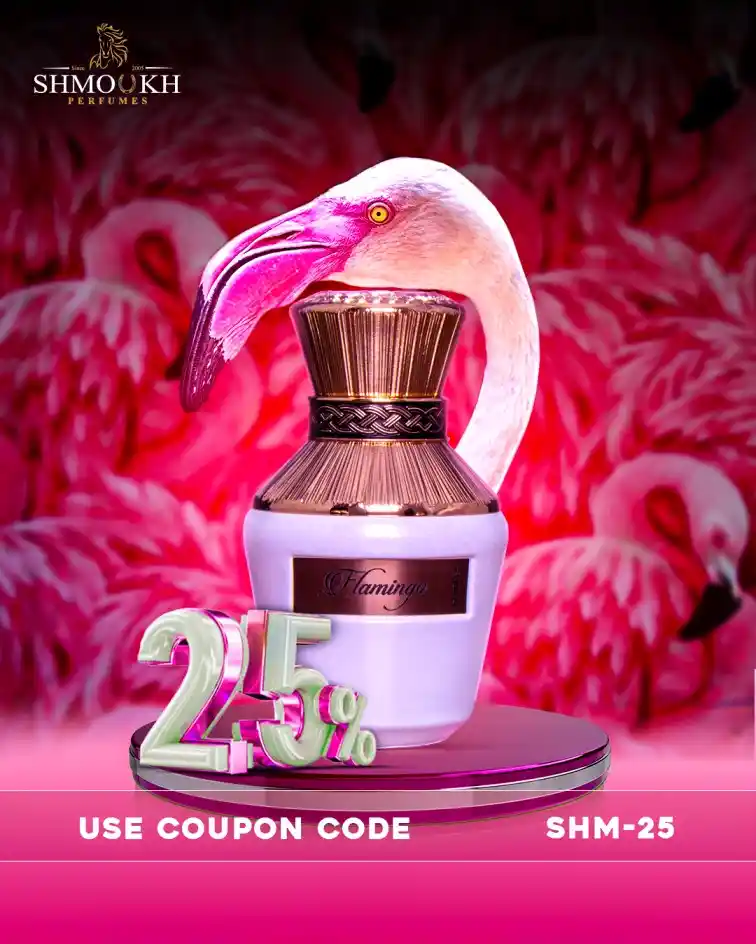 Since 2005
SHMOUKH
PERFUMES
Flamingo
25%
USE COUPON CODE SHM-25